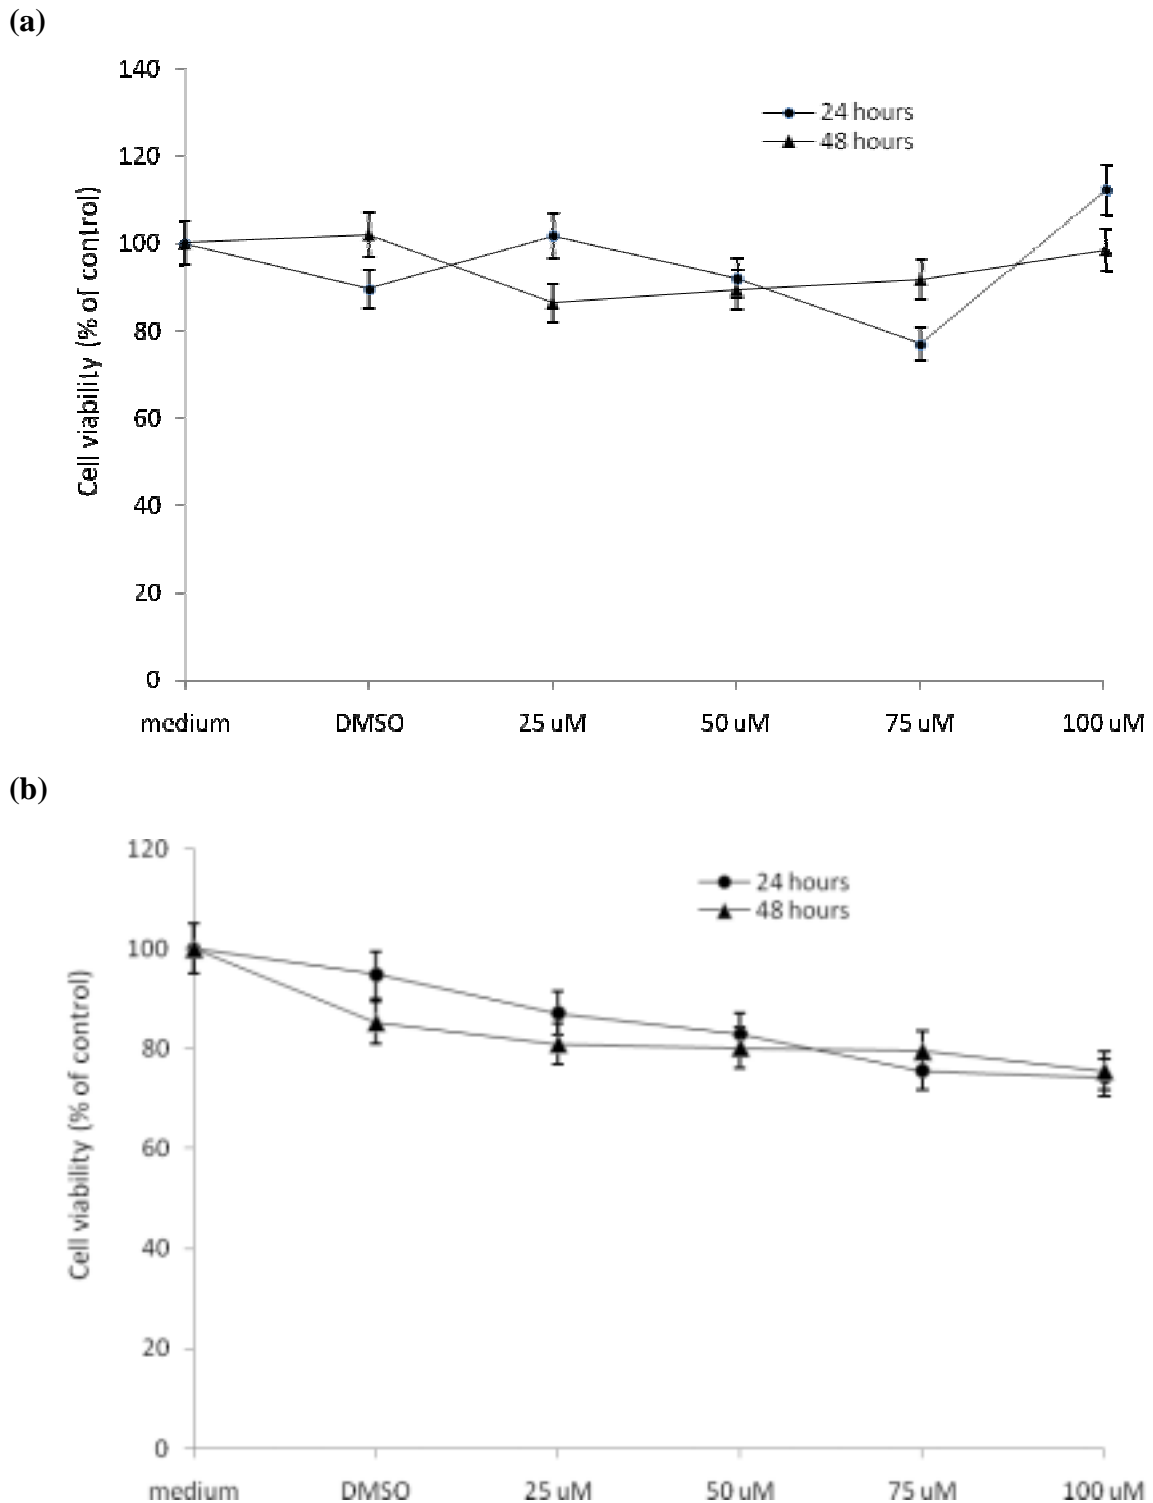 (a)
140
120
100
80
60
40
20
0
Cell viability (% of control)
24 hours
48 hours
medium DMSO 25 uM 50 uM 75 uM 100 uM
(b)
120
100
80
60
40
20
0
Cell viability (% of control)
24 hours
48 hours
medium DMSO 25 uM 50 uM 75 uM 100 uM